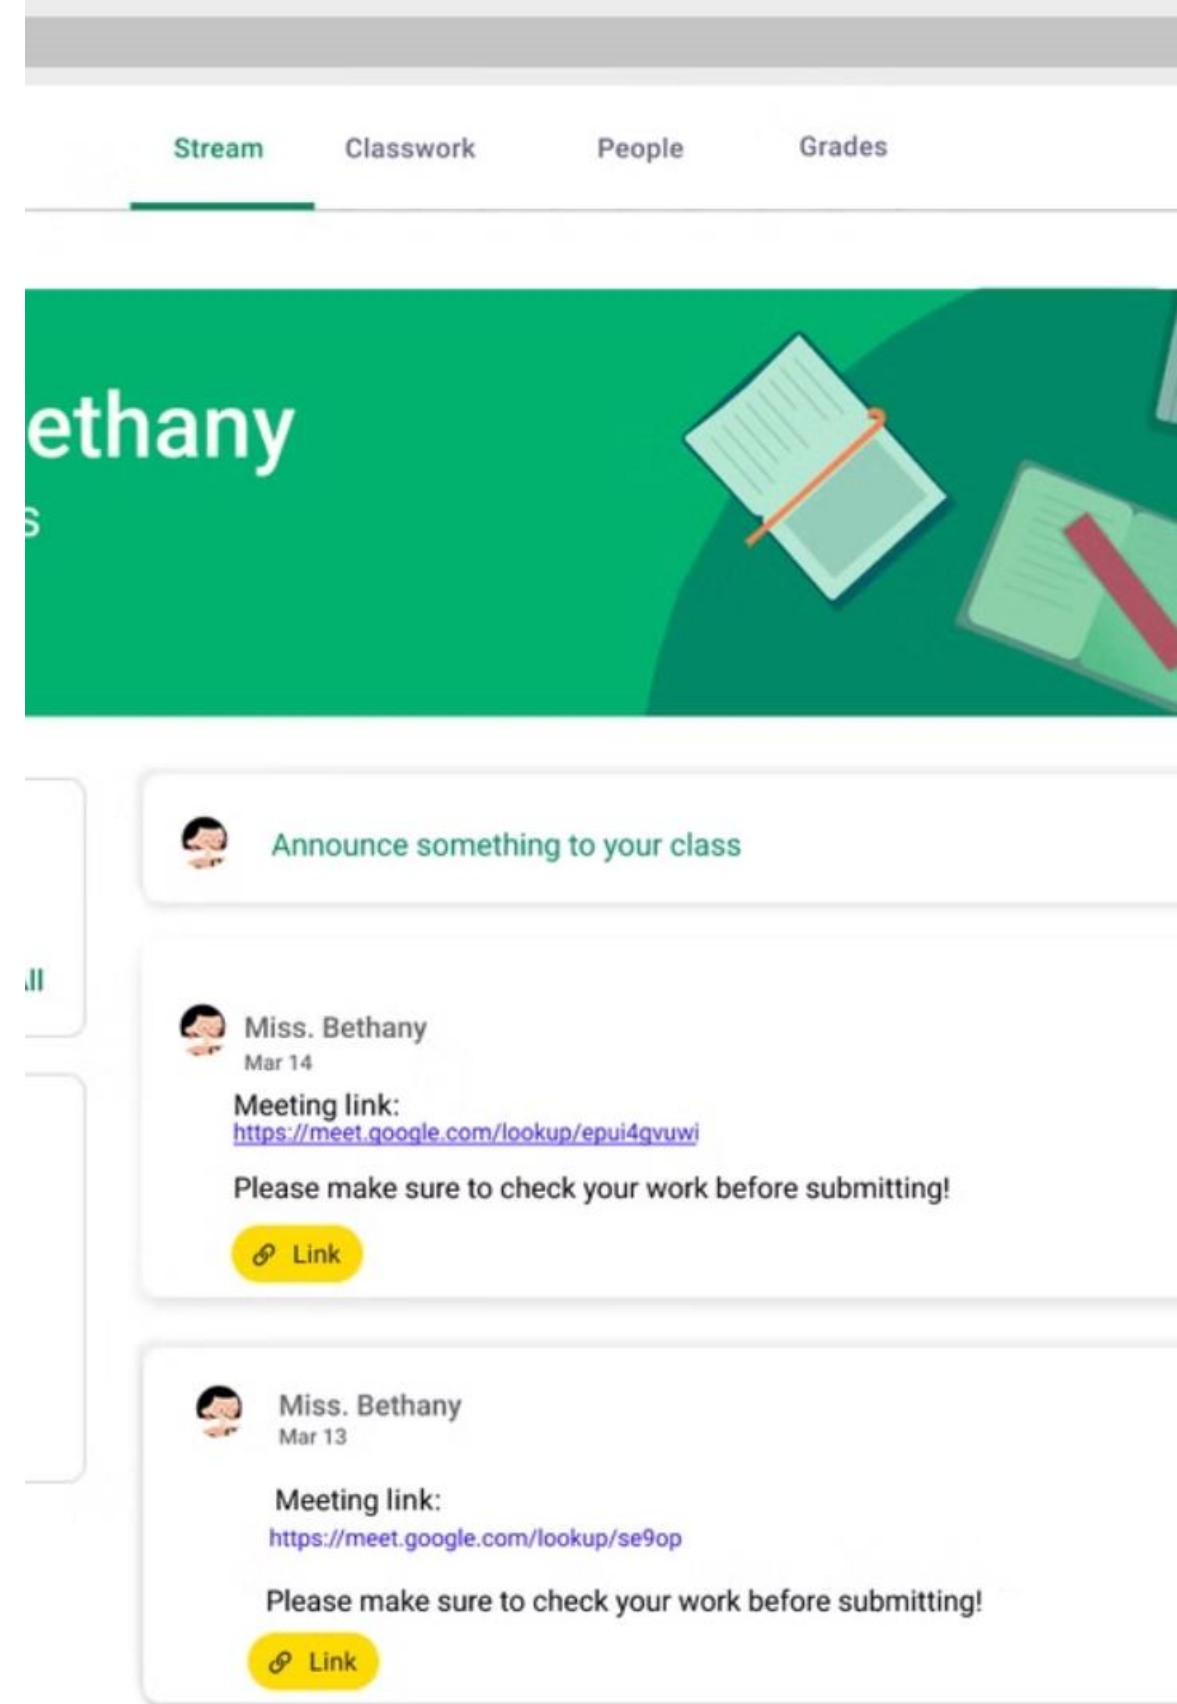 Stream Classwork People Grades
ethany
s
All
Announce something to your class
Miss. Bethany
Mar 14
Meeting link:
https://meet.google.com/lookup/epui4gvuwi
Please make sure to check your work before submitting!
Link
Miss. Bethany
Mar 13
Meeting link:
https://meet.google.com/lookup/se9op
Please make sure to check your work before submitting!
Link